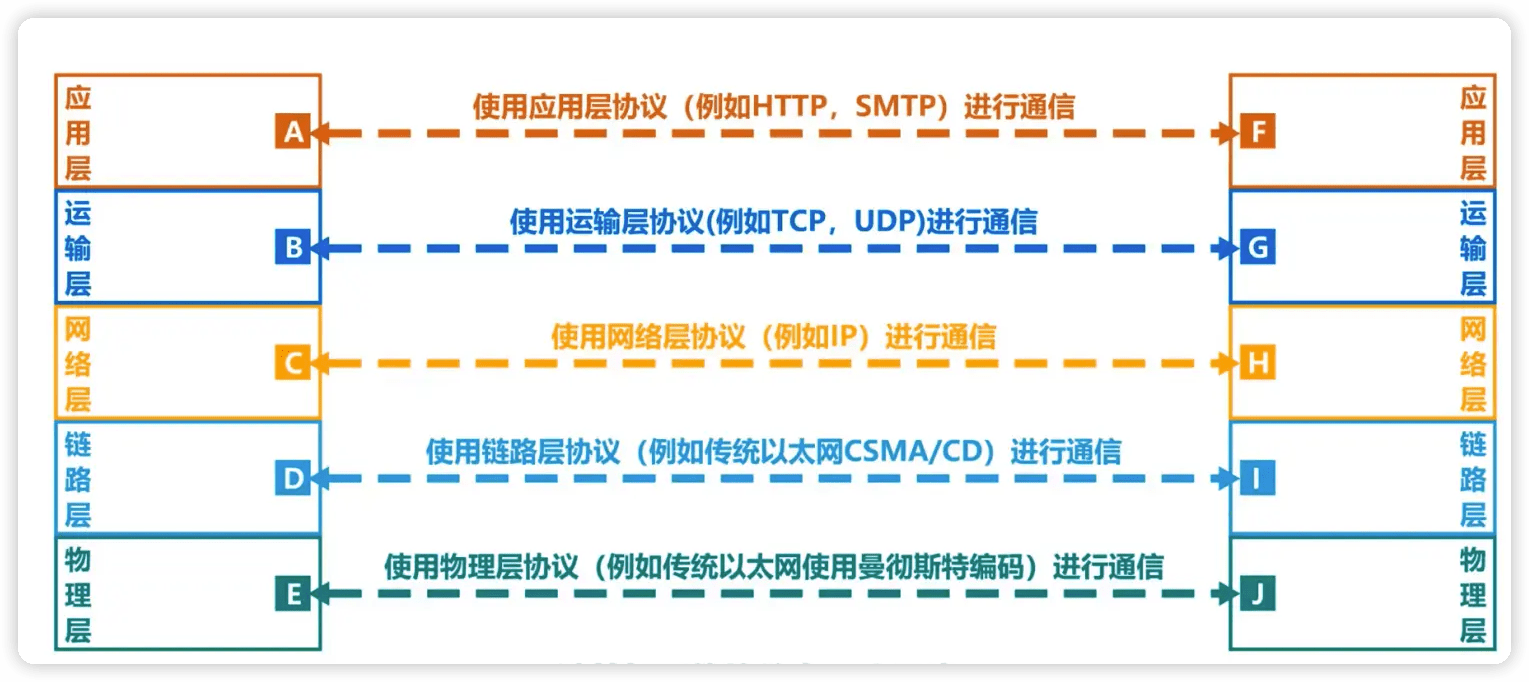 应用层
A
使用应用层协议（例如HTTP，SMTP）进行通信
F
应用层
运输层
B
使用运输层协议(例如TCP，UDP)进行通信
G
运输层
网络层
C
使用网络层协议（例如IP）进行通信
H
网络层
链路层
D
使用链路层协议（例如传统以太网CSMA/CD）进行通信
I
链路层
物理层
E
使用物理层协议（例如传统以太网使用曼彻斯特编码）进行通信
J
物理层